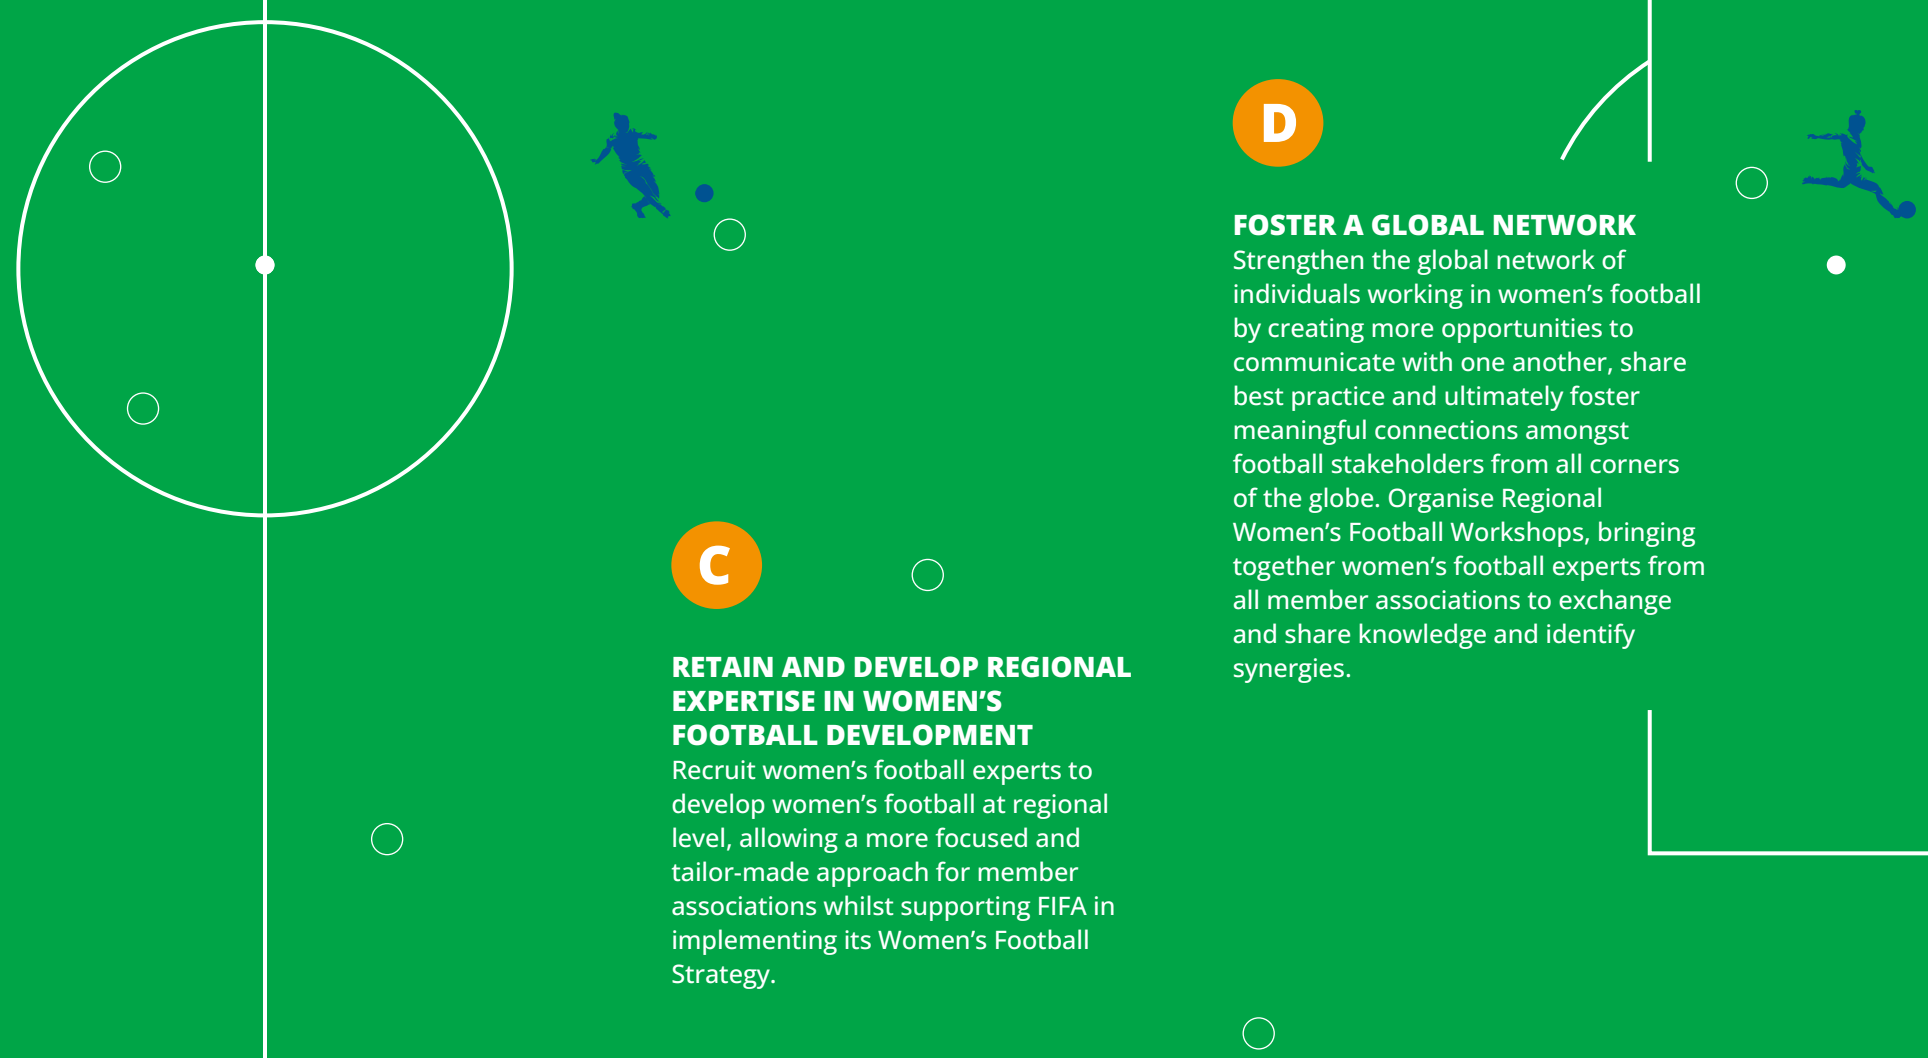 C
RETAIN AND DEVELOP REGIONAL
EXPERTISE IN WOMEN’S
FOOTBALL DEVELOPMENT
Recruit women’s football experts to
develop women’s football at regional
level, allowing a more focused and
tailor-made approach for member
associations whilst supporting FIFA in
implementing its Women’s Football
Strategy.
D
FOSTER A GLOBAL NETWORK
Strengthen the global network of
individuals working in women’s football
by creating more opportunities to
communicate with one another, share
best practice and ultimately foster
meaningful connections amongst
football stakeholders from all corners
of the globe. Organise Regional
Women’s Football Workshops, bringing
together women’s football experts from
all member associations to exchange
and share knowledge and identify
synergies.